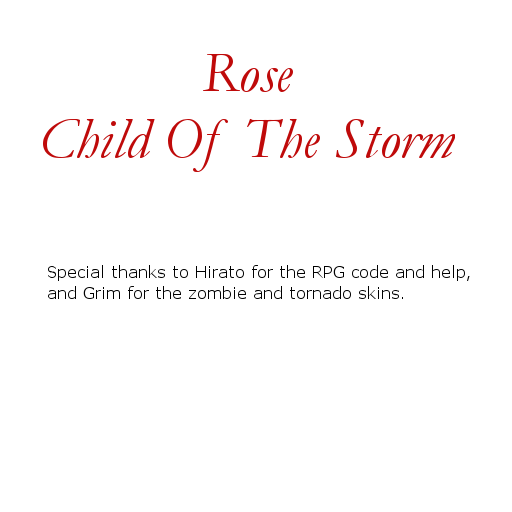 Rose
Child Of The Storm
Special thanks to Hirato for the RPG code and help,
and Grim for the zombie and tornado skins.